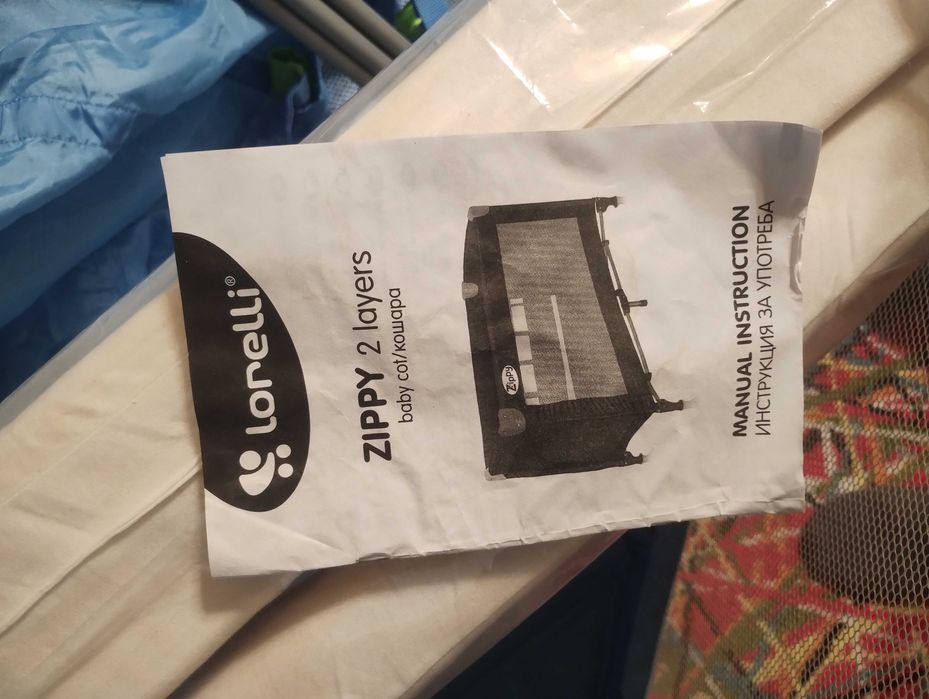 Lorelli®
ZIPPY 2 layers
baby cot/кошара
Zippy
MANUAL INSTRUCTION
ИНСТРУКЦИЯ ЗА УПОТРЕБА